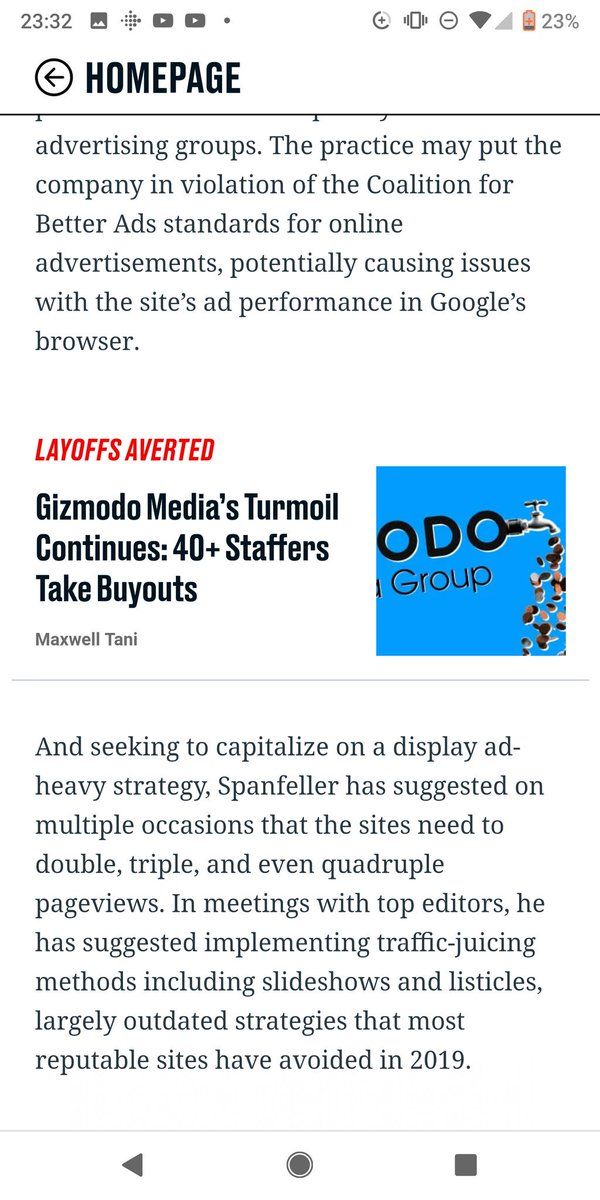 23:32
23%
HOMEPAGE
advertising groups. The practice may put the
company in violation of the Coalition for
Better Ads standards for online
advertisements, potentially causing issues
with the site’s ad performance in Google’s
browser.
LAYOFFS AVERTED
Gizmodo Media’s Turmoil
Continues: 40+ Staffers
Take Buyouts
Maxwell Tani
ODO
Group
And seeking to capitalize on a display ad-
heavy strategy, Spanfeller has suggested on
multiple occasions that the sites need to
double, triple, and even quadruple
pageviews. In meetings with top editors, he
has suggested implementing traffic-juicing
methods including slideshows and listicles,
largely outdated strategies that most
reputable sites have avoided in 2019.